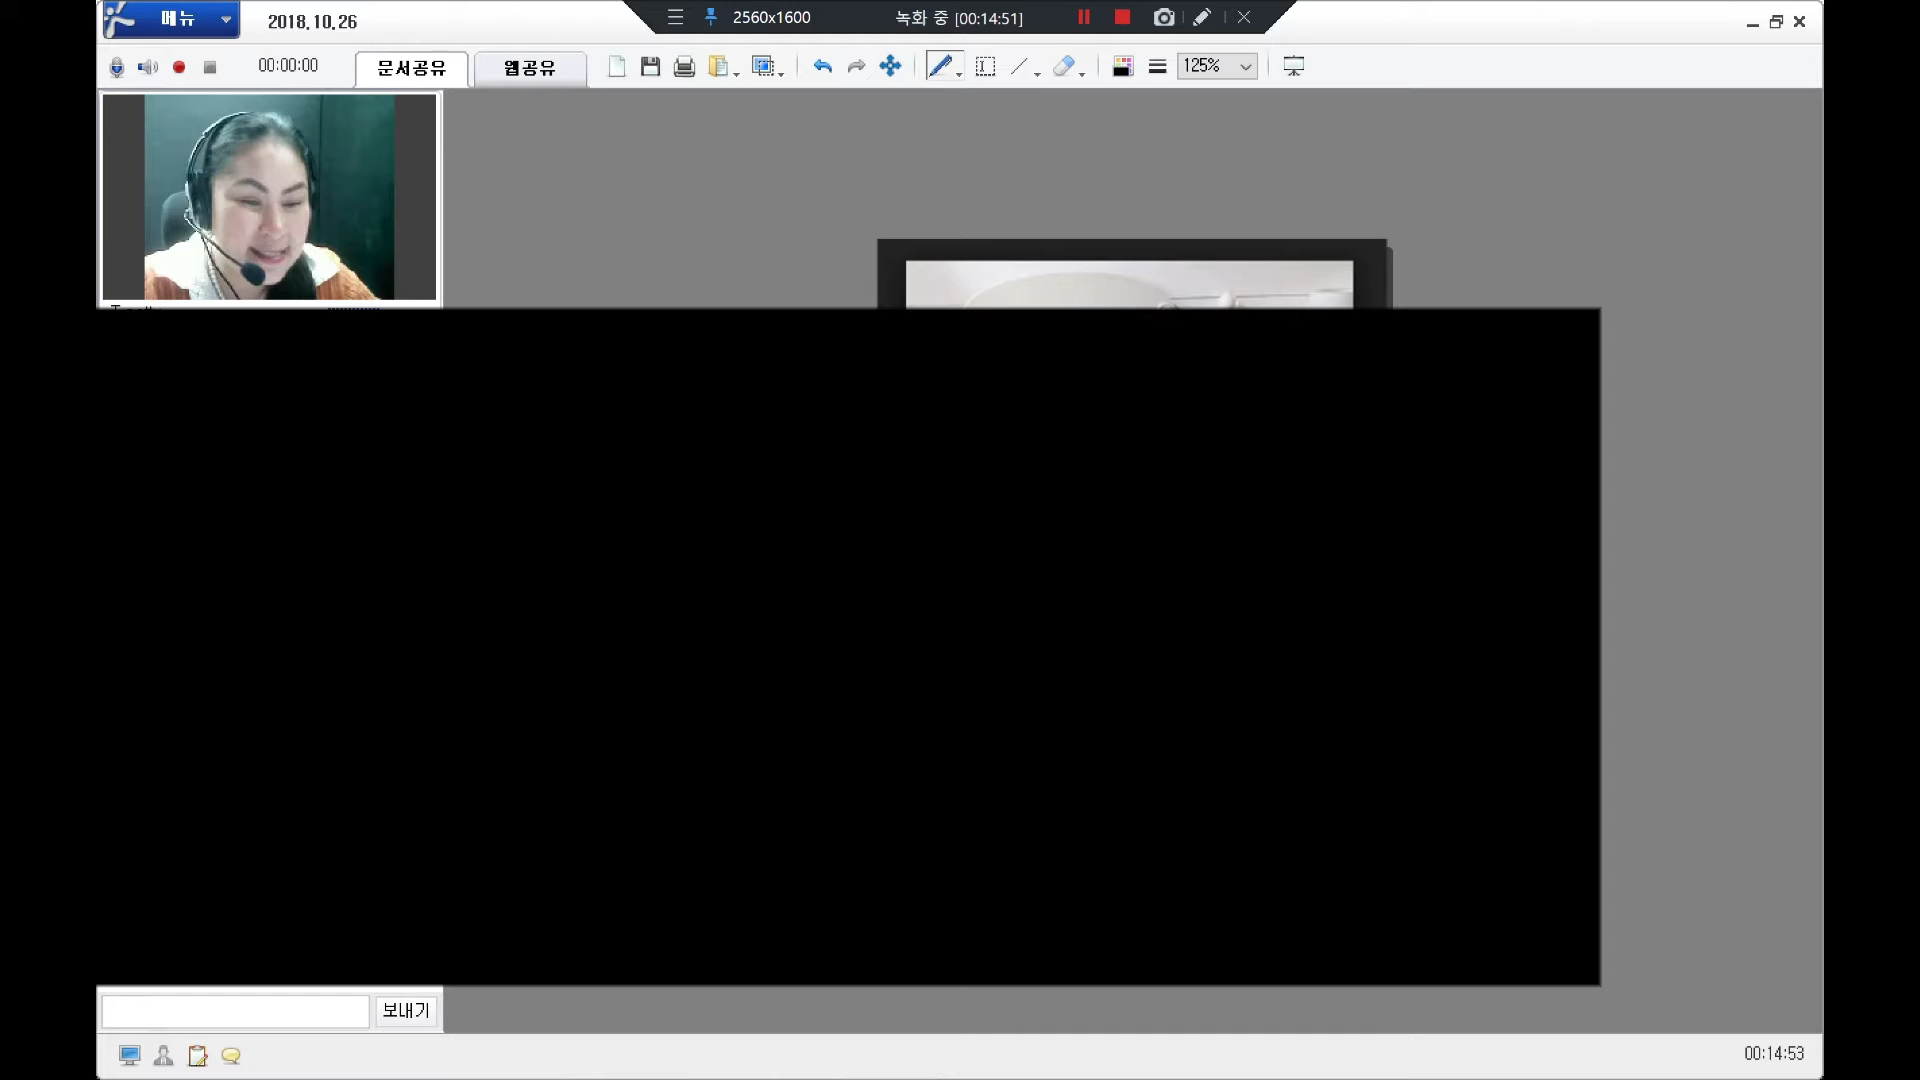 메뉴
2018.10.26
2560x1600
녹화 중 [00:14:51]
00:00:00
문서공유
웹공유
125%
보내기
00:14:53